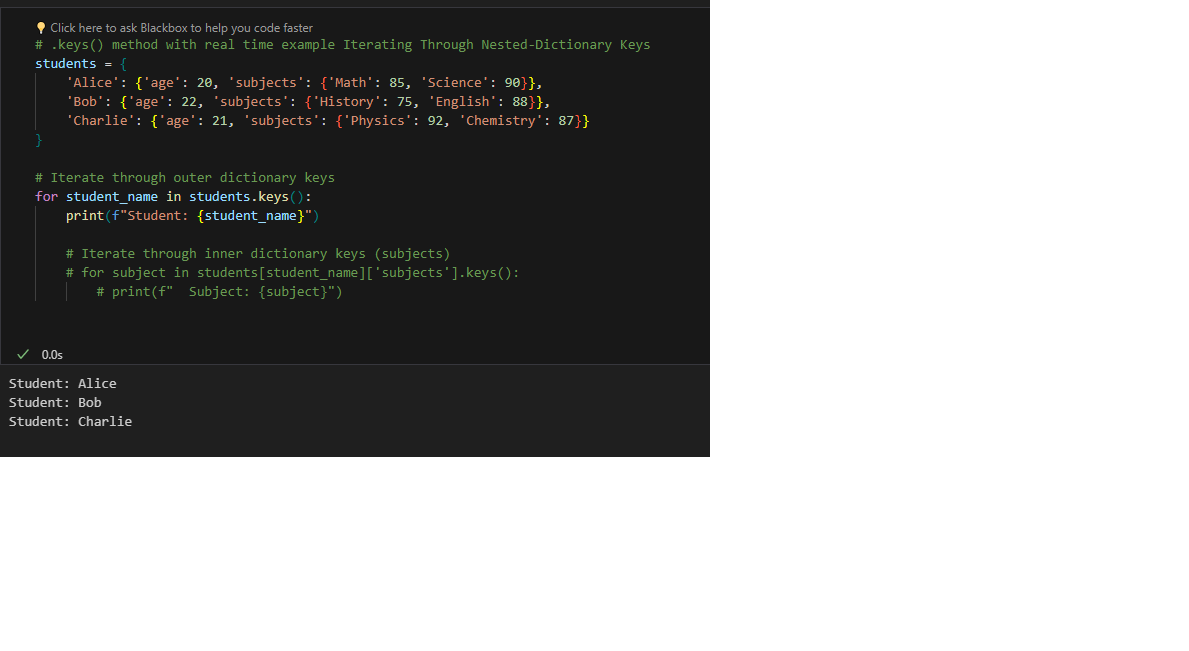 Click here to ask Blackbox to help you code faster
# .keys() method with real time example Iterating Through Nested-Dictionary Keys
students = {
    'Alice': {'age': 20, 'subjects': {'Math': 85, 'Science': 90}},
    'Bob': {'age': 22, 'subjects': {'History': 75, 'English': 88}},
    'Charlie': {'age': 21, 'subjects': {'Physics': 92, 'Chemistry': 87}}
}
# Iterate through outer dictionary keys
for student_name in students.keys():
    print(f"Student: {student_name}")
    # Iterate through inner dictionary keys (subjects)
    # for subject in students[student_name]['subjects'].keys():
        # print(f"  Subject: {subject}")
0.0s
Student: Alice
Student: Bob
Student: Charlie